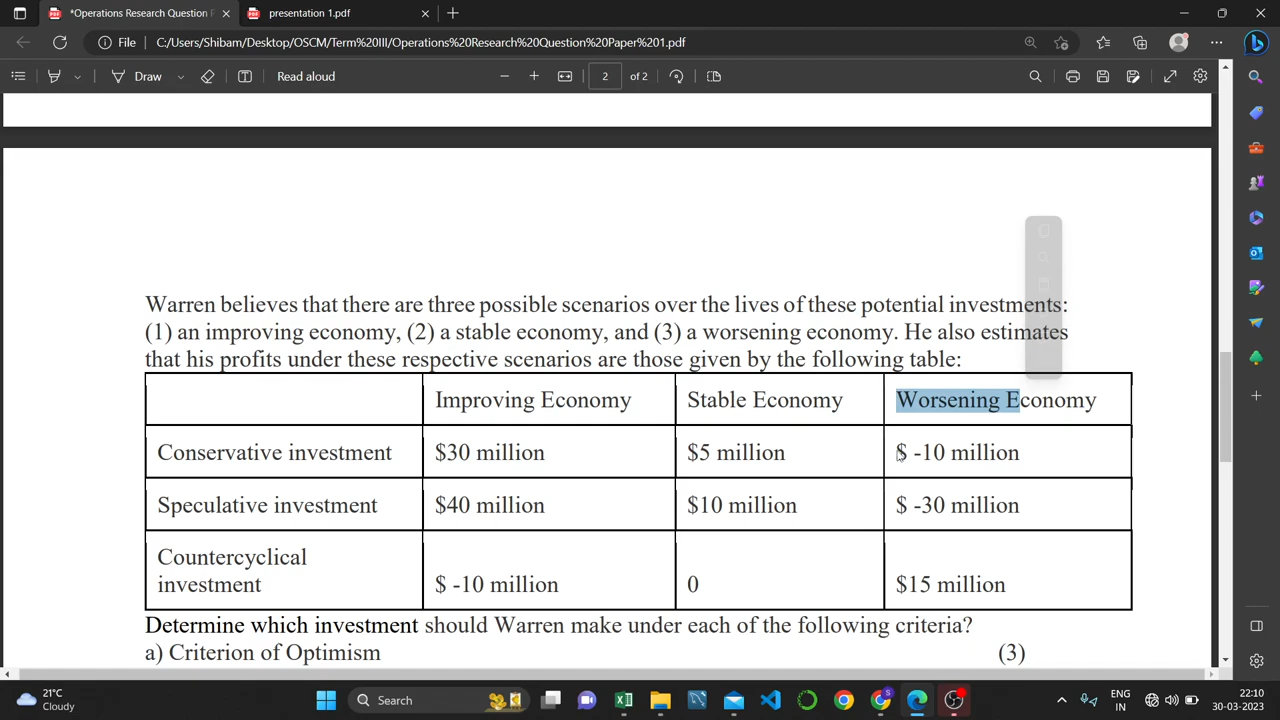 *Operations Research Question P
presentation 1.pdf
File
C:/Users/Shibam/Desktop/OSCM/Term%20III/Operations%20Research%20Question%20Paper%201.pdf
Draw
Read aloud
2
of 2
Warren believes that there are three possible scenarios over the lives of these potential investments:
(1) an improving economy, (2) a stable economy, and (3) a worsening economy. He also estimates
that his profits under these respective scenarios are those given by the following table:
Improving Economy Stable Economy Worsening Economy
Conservative investment $30 million $5 million $ -10 million
Speculative investment $40 million $10 million $ -30 million
Countercyclical
investment $ -10 million 0 $15 million
Determine which investment should Warren make under each of the following criteria?
a) Criterion of Optimism (3)
21°C
Cloudy
Search
ENG
IN
22:10
30-03-2023